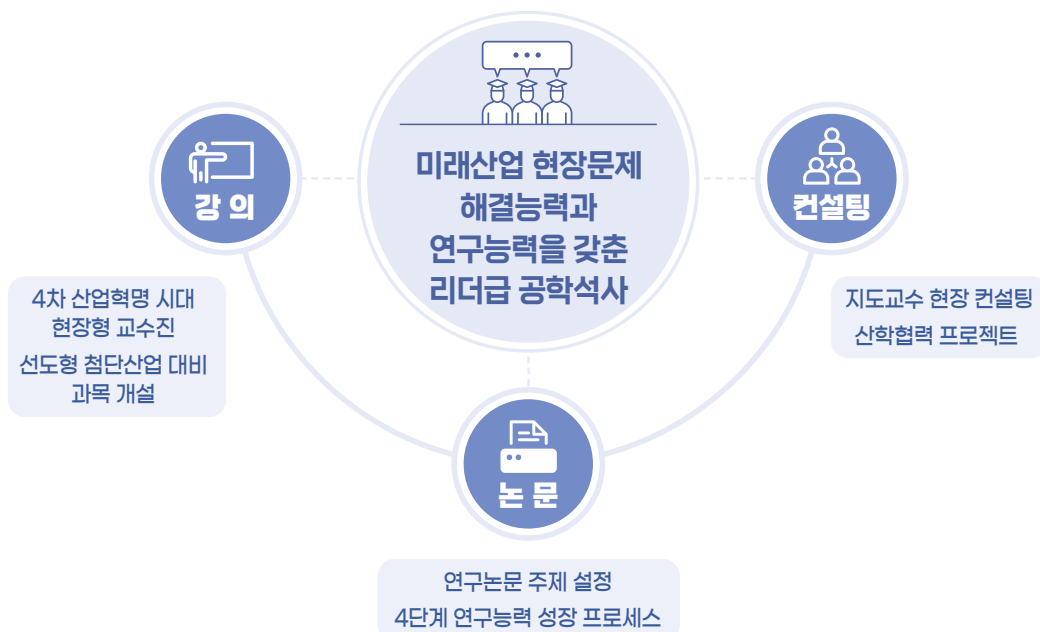 미래산업 현장문제
해결능력과
연구능력을 갖춘
리더급 공학석사
강 의
4차 산업혁명 시대
현장형 교수진
선도형 첨단산업 대비
과목 개설
컨설팅
지도교수 현장 컨설팅
산학협력 프로젝트
논 문
연구논문 주제 설정
4단계 연구능력 성장 프로세스